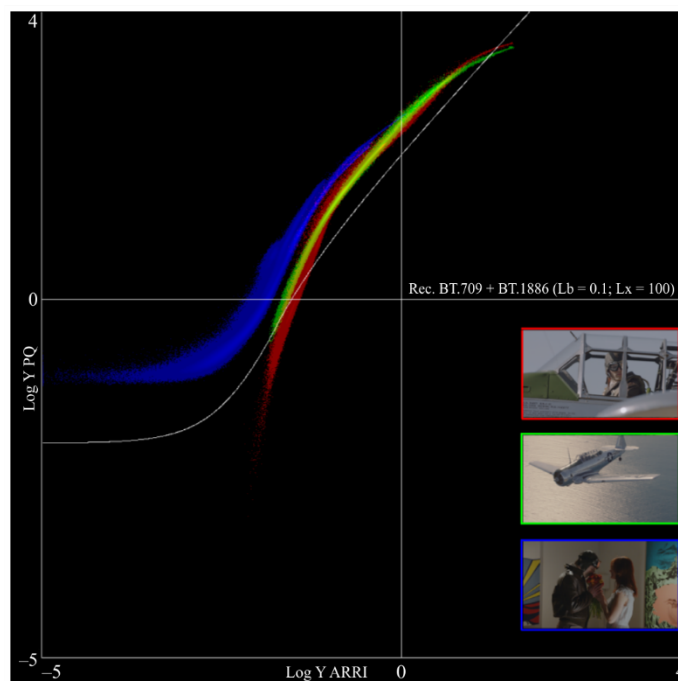 4
0
Rec. BT.709 + BT.1886 (Lb = 0.1; Lx = 100)
Log Y PQ
–5
–5
Log Y ARRI
0
4